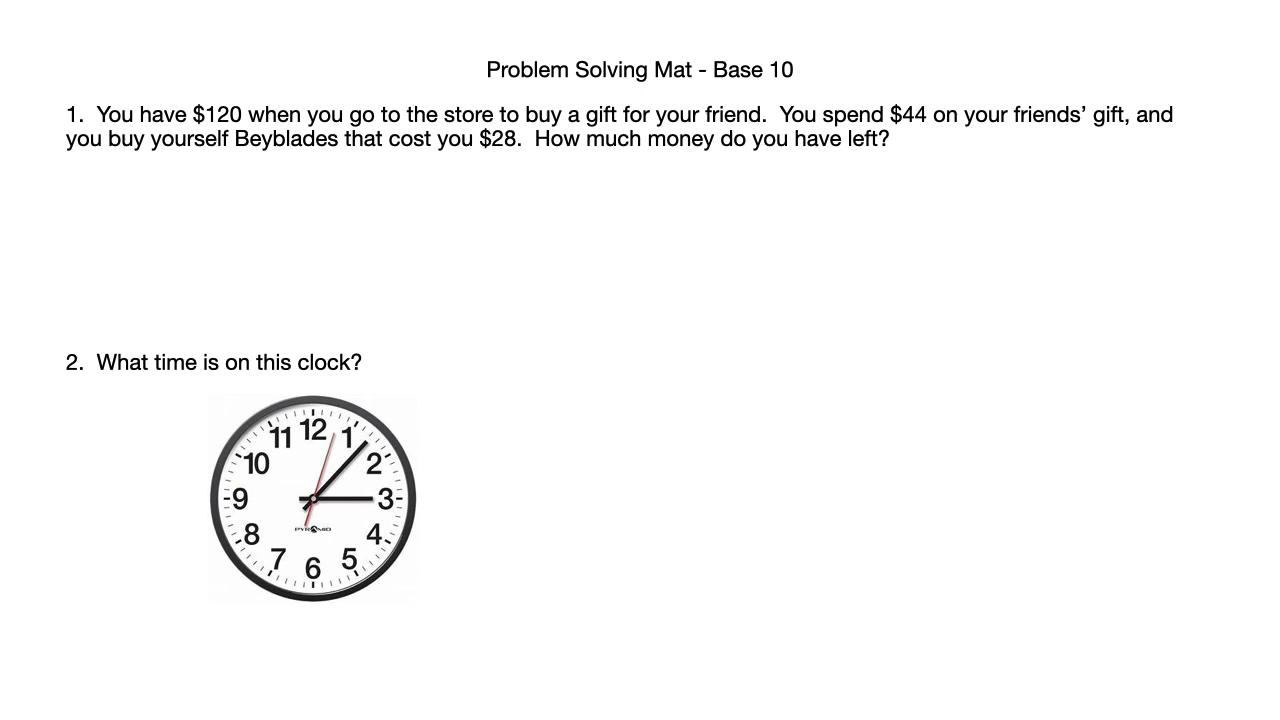 Problem Solving Mat - Base 10
1.  You have $120 when you go to the store to buy a gift for your friend.  You spend $44 on your friends’ gift, and
you buy yourself Beyblades that cost you $28.  How much money do you have left?
2.  What time is on this clock?
12
11
1
10
2
9
3
PYRAMID
8
4
7
5
6